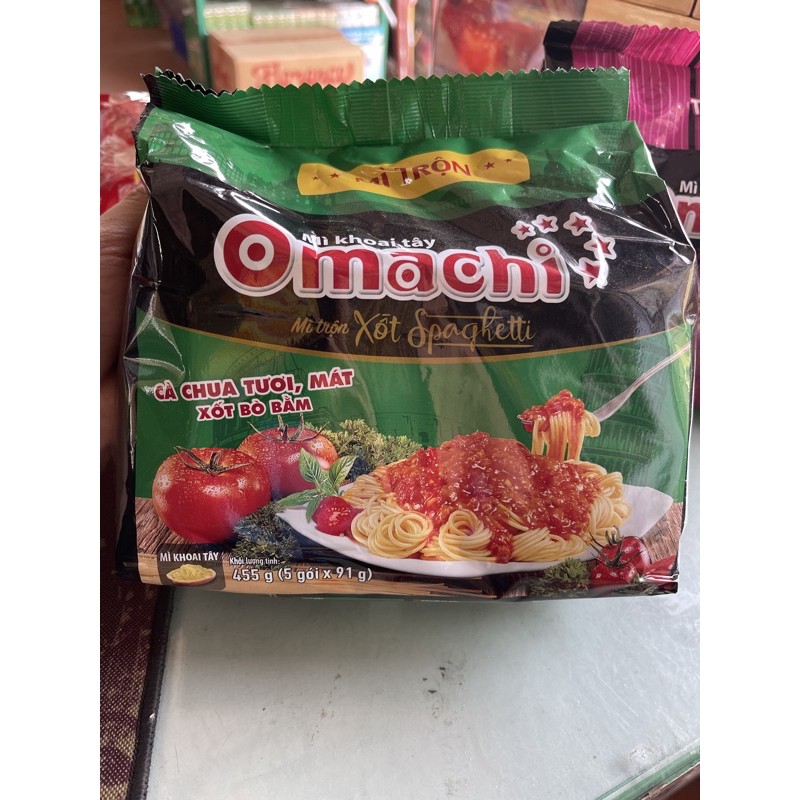 MÌ TRỘN
Mì khoai tây
Omachi
Mì trộn Xốt Spaghetti
CÀ CHUA TƯƠI, MÁT
XỐT BÒ BẰM
MÌ KHOAI TÂY
Khối lượng tịnh:
455 g (5 gói x 91 g)
Mì